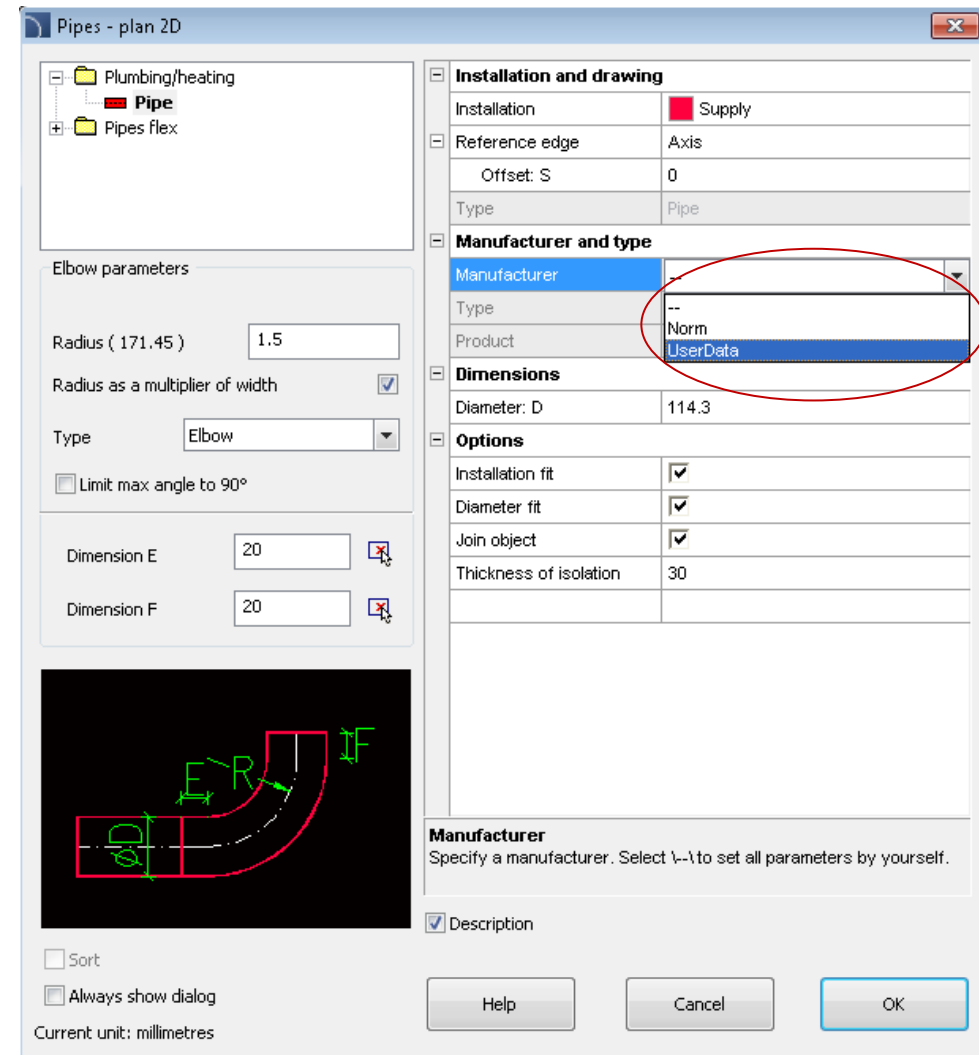 Pipes - plan 2D
Plumbing/heating
Pipe
Pipes flex
Elbow parameters
Radius ( 171.45 ) 1.5
Radius as a multiplier of width
Type Elbow
Limit max angle to 90°
Dimension E 20
Dimension F 20
E R F
ØD
Sort
Always show dialog
Current unit: millimetres
Installation and drawing
Installation Supply
Reference edge Axis
Offset: S 0
Type Pipe
Manufacturer and type
Manufacturer --
Type --
Norm
Product
UserData
Dimensions
Diameter: D 114.3
Options
Installation fit
Diameter fit
Join object
Thickness of isolation 30
Manufacturer
Specify a manufacturer. Select \--\ to set all parameters by yourself.
Description
Help Cancel OK